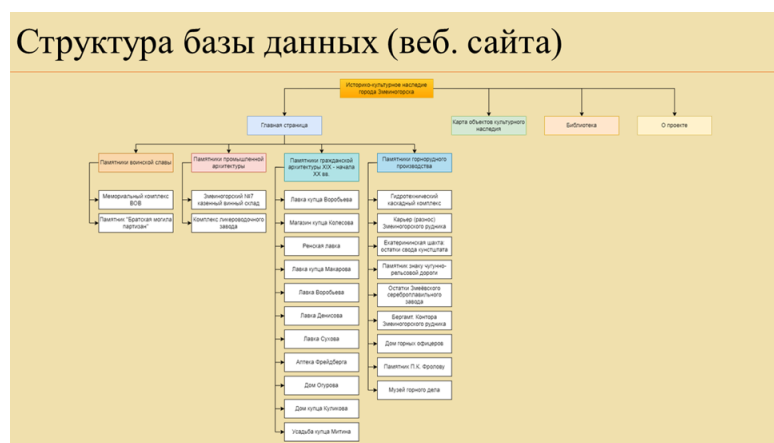 Структура базы данных (веб. сайта)
Историко-культурное наследие
города Змеиногорска
Главная страница
Карта объектов культурного
наследия
Библиотека
О проекте
Памятники воинской славы
Памятники промышленной
архитектуры
Памятники гражданской
архитектуры XIX - начала
XX вв.
Памятники горнорудного
производства
Мемориальный комплекс
ВОВ
Памятник "Братская могила
партизан"
Змеиногорский №7
казенный винный склад
Комплекс ликероводочного
завода
Лавка купца Воробьева
Магазин купца Колесова
Ренская лавка
Лавка купца Макарова
Лавка Воробьева
Лавка Денисова
Лавка Сухова
Аптека Фрейдберга
Дом Огурова
Дом купца Куликова
Усадьба купца Митина
Гидротехнический
каскадный комплекс
Карьер (разнос)
Змеиногорского рудника
Екатерининская шахта:
остатки свода кунстштата
Памятник знаку чугунно-
рельсовой дороги
Остатки Змеёвского
сереброплавильного
завода
Бергамт. Контора
Змеиногорского рудника
Дом горных офицеров
Памятник П.К. Фролову
Музей горного дела